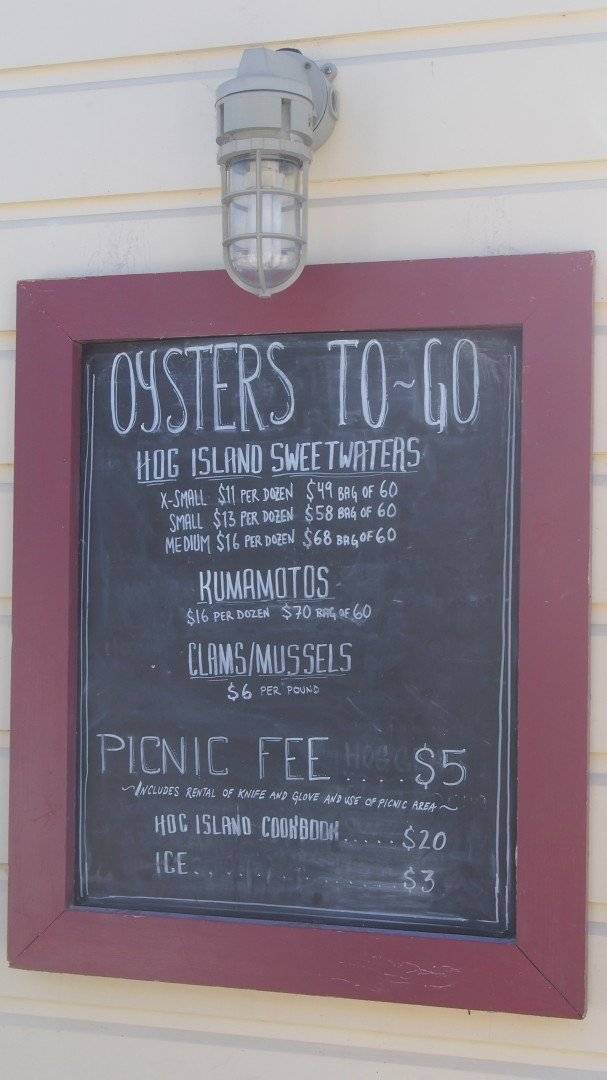 OYSTERS TO~GO
HOG ISLAND SWEETWATERS
X-SMALL $11 PER DOZEN $49 BAG OF 60
SMALL $13 PER DOZEN $58 BAG OF 60
MEDIUM $16 PER DOZEN $68 BAG OF 60
KUMAMOTOS
$16 PER DOZEN $70 BAG OF 60
CLAMS/MUSSELS
$6 PER POUND
PICNIC FEE .... $5
~INCLUDES RENTAL OF KNIFE AND GLOVE AND USE OF PICNIC AREA~
HOG ISLAND COOKBOOK ..... $20
ICE................ $3